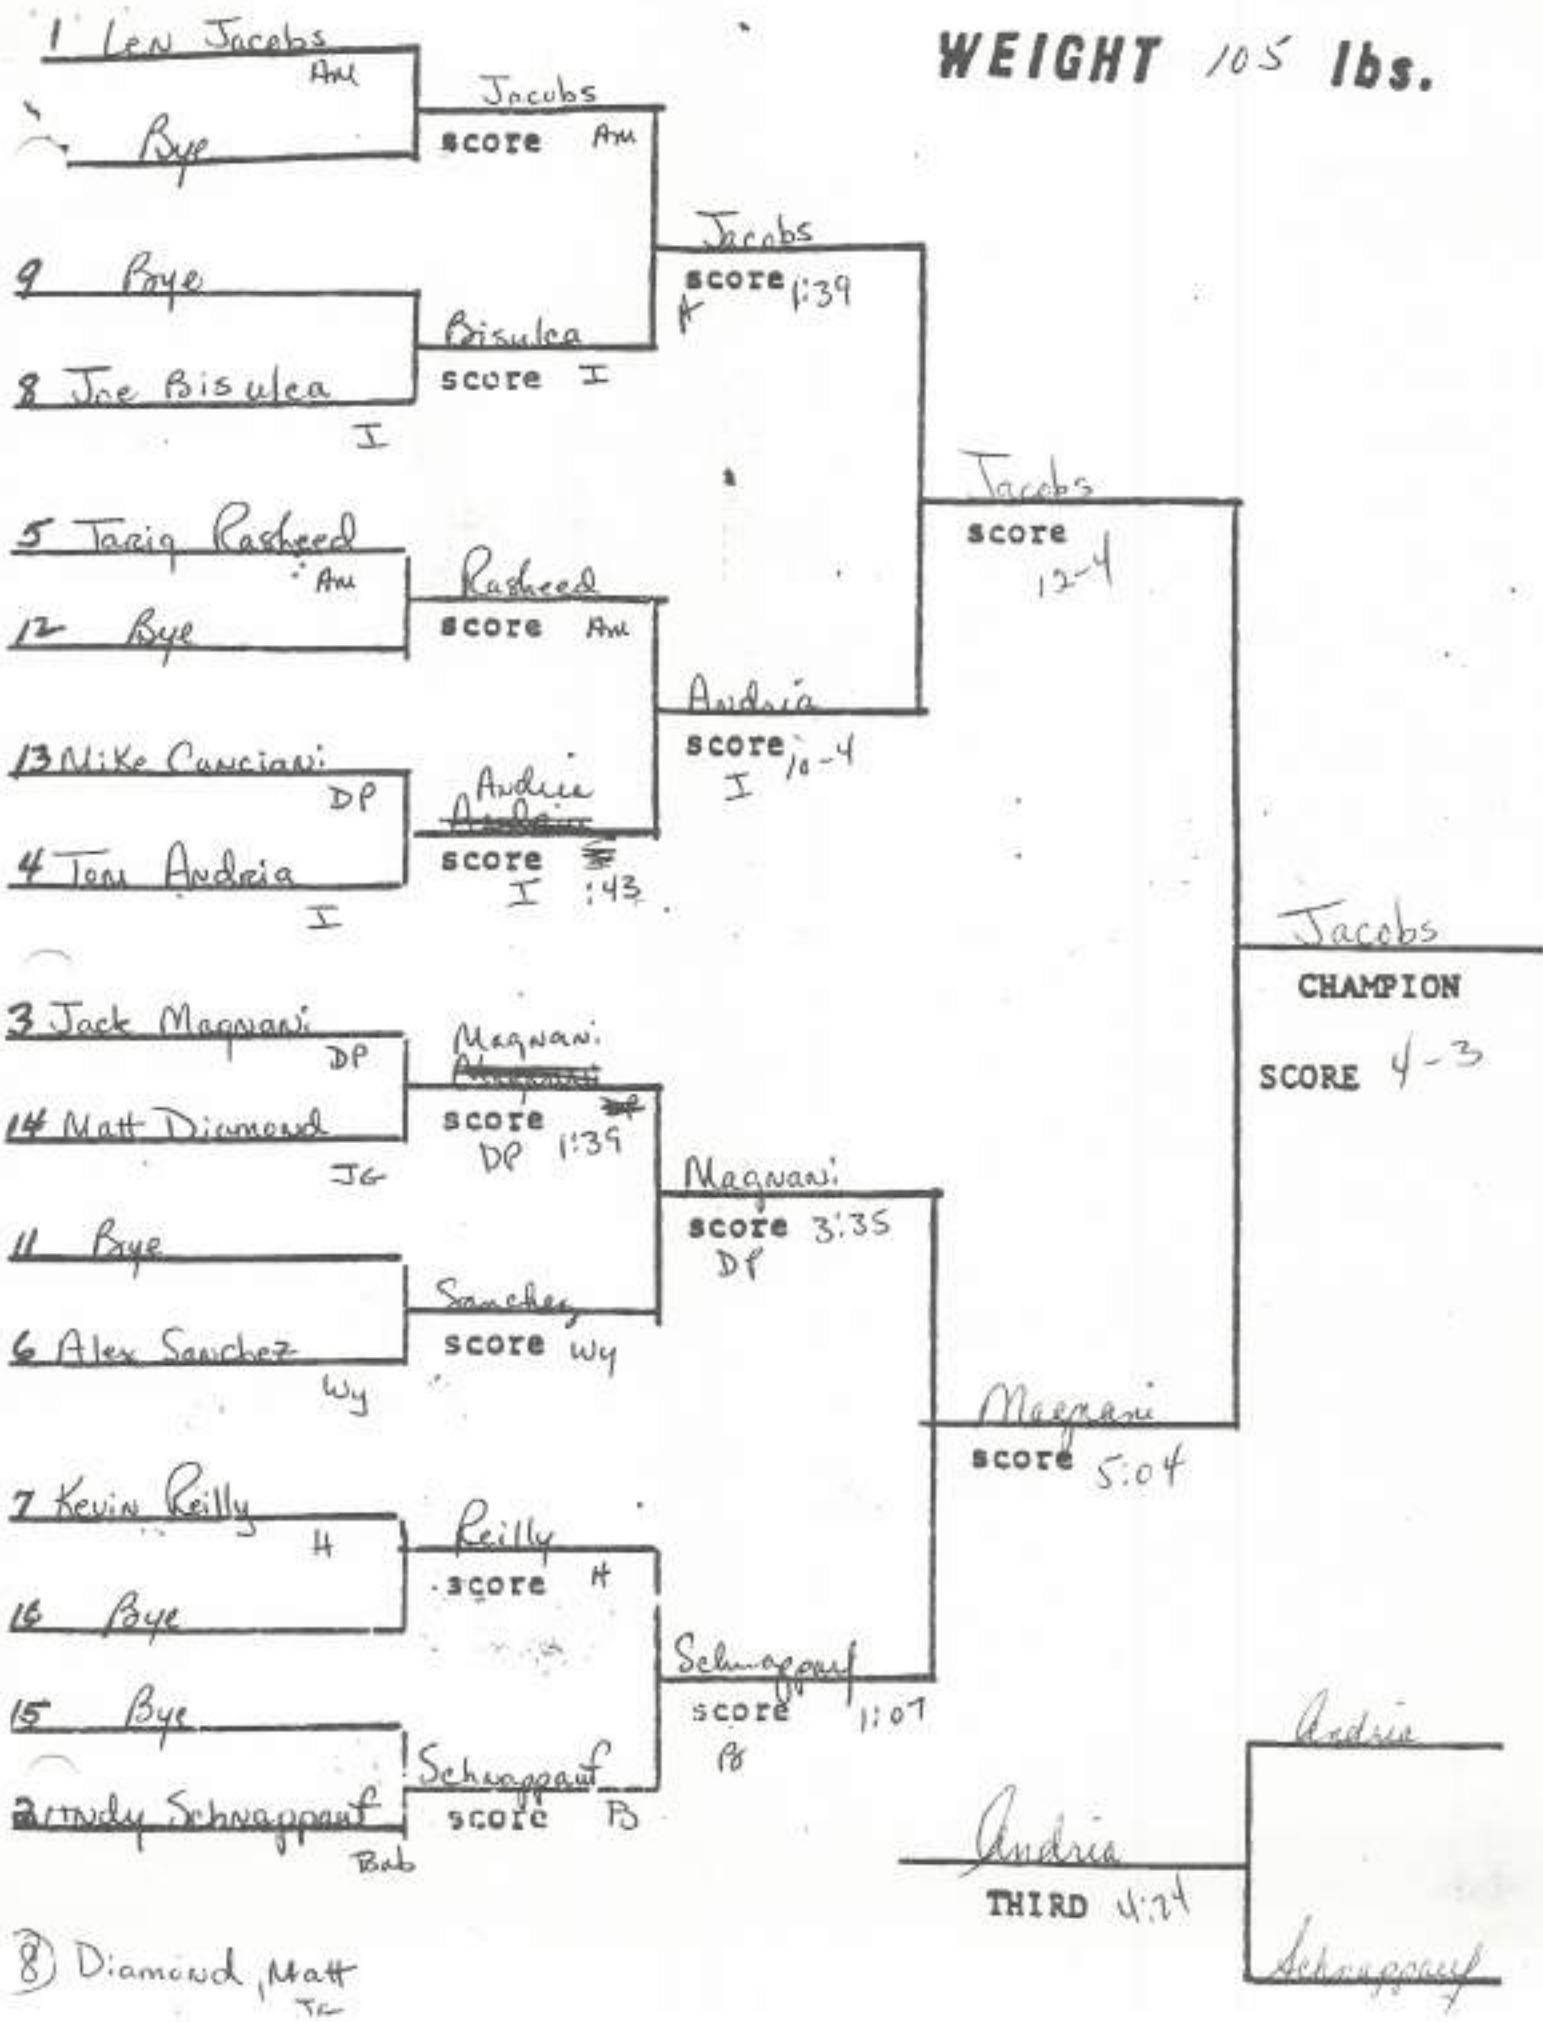 WEIGHT 105 lbs.
1 Len Jacobs
Am
Bye
Jacobs
score Am
9 Bye
8 Joe Bisulca
I
Bisulca
score I
Jacobs
score 1:39
A
5 Tariq Rasheed
Am
12 Bye
Rasheed
score Am
13 Mike Canciani
DP
4 Tom Andria
I
Andria
score
I :43
Andria
score 10-4
I
Jacobs
score
12-4
3 Jack Magnani
DP
14 Matt Diamond
JG
Magnani
score
DP 1:39
11 Bye
6 Alex Sanchez
Wy
Sanchez
score Wy
Magnani
score 3:35
DP
7 Kevin Reilly
H
16 Bye
Reilly
score H
15 Bye
2 Andy Schnappauf
Bab
Schnappauf
score B
Schnappauf
score 1:07
Magnani
score 5:04
Jacobs
CHAMPION
SCORE 4-3
Andria
Andria
THIRD 4:24
Schnappauf
8 Diamond, Matt
JG